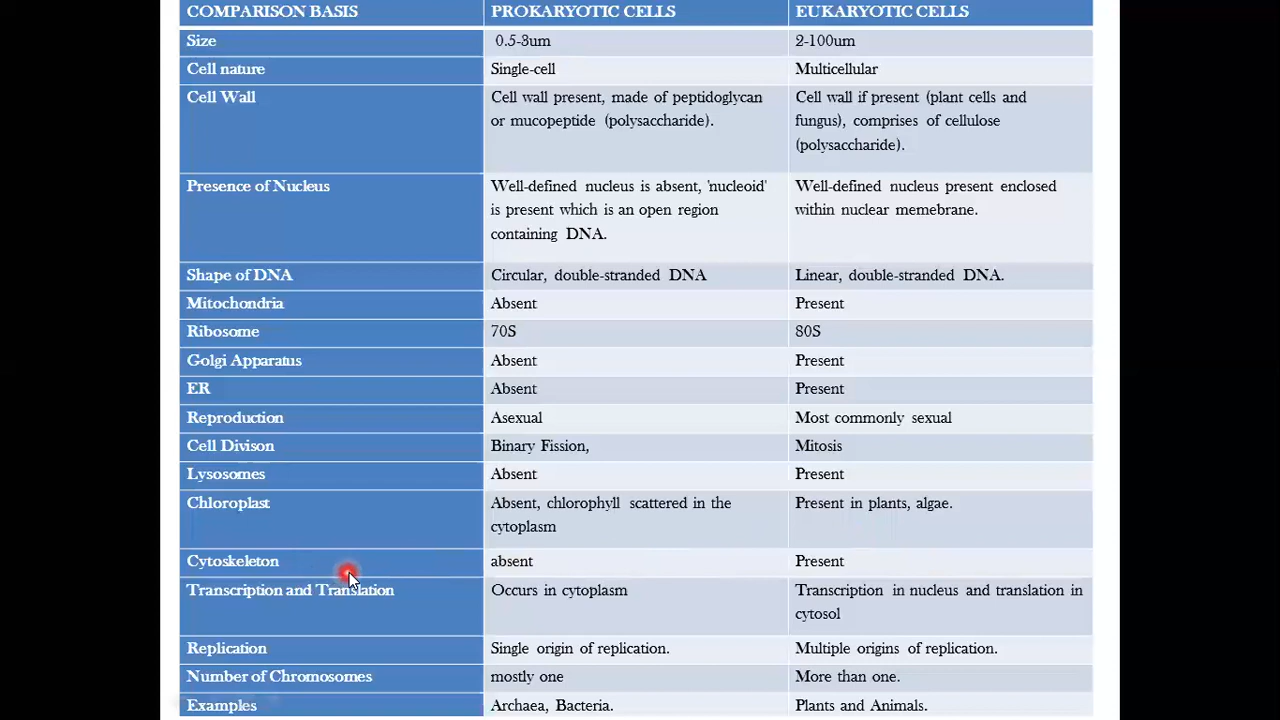 COMPARISON BASIS PROKARYOTIC CELLS EUKARYOTIC CELLS
Size 0.5-3um 2-100um
Cell nature Single-cell Multicellular
Cell Wall Cell wall present, made of peptidoglycan Cell wall if present (plant cells and
or mucopeptide (polysaccharide). fungus), comprises of cellulose
(polysaccharide).
Presence of Nucleus Well-defined nucleus is absent, 'nucleoid' Well-defined nucleus present enclosed
is present which is an open region within nuclear memebrane.
containing DNA.
Shape of DNA Circular, double-stranded DNA Linear, double-stranded DNA.
Mitochondria Absent Present
Ribosome 70S 80S
Golgi Apparatus Absent Present
ER Absent Present
Reproduction Asexual Most commonly sexual
Cell Divison Binary Fission, Mitosis
Lysosomes Absent Present
Chloroplast Absent, chlorophyll scattered in the Present in plants, algae.
cytoplasm
Cytoskeleton absent Present
Transcription and Translation Occurs in cytoplasm Transcription in nucleus and translation in
cytosol
Replication Single origin of replication. Multiple origins of replication.
Number of Chromosomes mostly one More than one.
Examples Archaea, Bacteria. Plants and Animals.